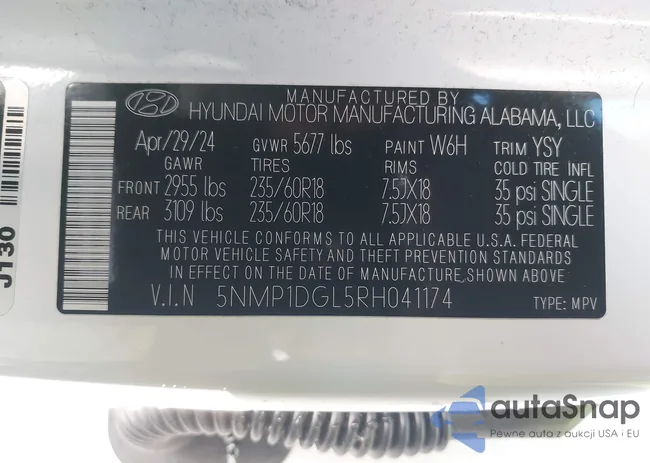 MANUFACTURED BY
HYUNDAI MOTOR MANUFACTURING ALABAMA, LLC
Apr/29/24 GVWR 5677 lbs PAINT W6H TRIM YSY
GAWR TIRES RIMS COLD TIRE INFL
FRONT 2955 lbs 235/60R18 7.5JX18 35 psi SINGLE
REAR 3109 lbs 235/60R18 7.5JX18 35 psi SINGLE
THIS VEHICLE CONFORMS TO ALL APPLICABLE U.S.A. FEDERAL
MOTOR VEHICLE SAFETY AND THEFT PREVENTION STANDARDS
IN EFFECT ON THE DATE OF MANUFACTURE SHOWN ABOVE.
V.I.N 5NMP1DGL5RH041174 TYPE: MPV
J130
autaSnap
Pewne auta z aukcji USA i EU